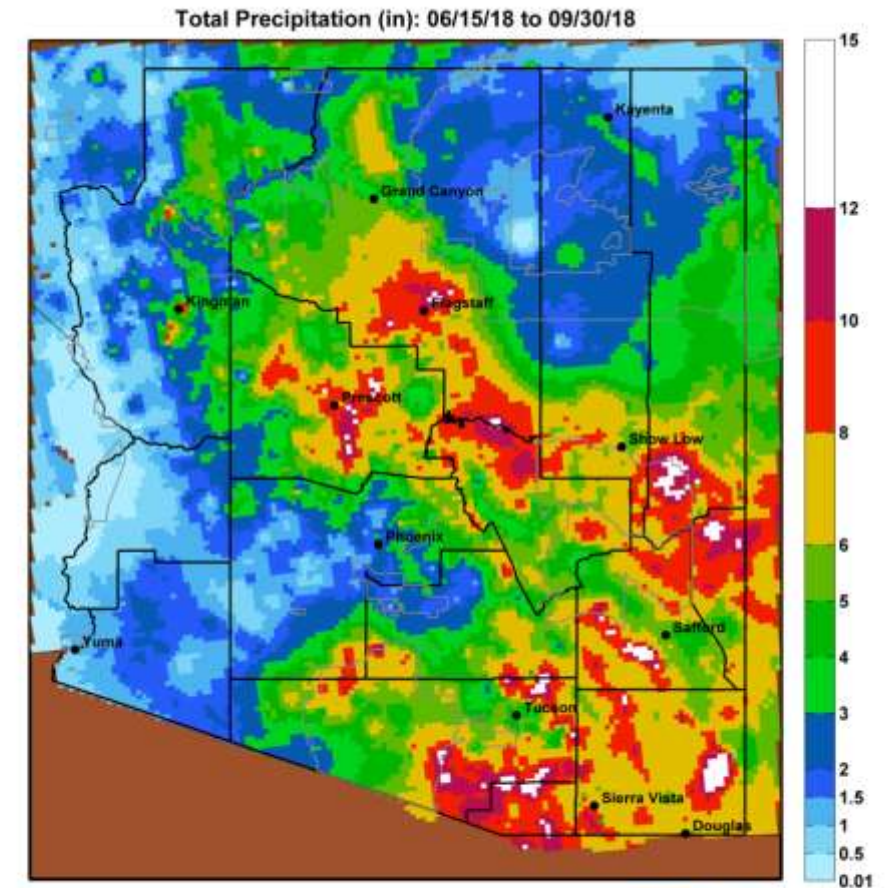 Total Precipitation (in): 06/15/18 to 09/30/18
15
Kayenta
12
Grand Canyon
10
Kingman
Flagstaff
Prescott
8
Show Low
Phoenix
6
5
Safford
Yuma
4
Tucson
3
2
Sierra Vista
1.5
Douglas
1
0.5
0.01